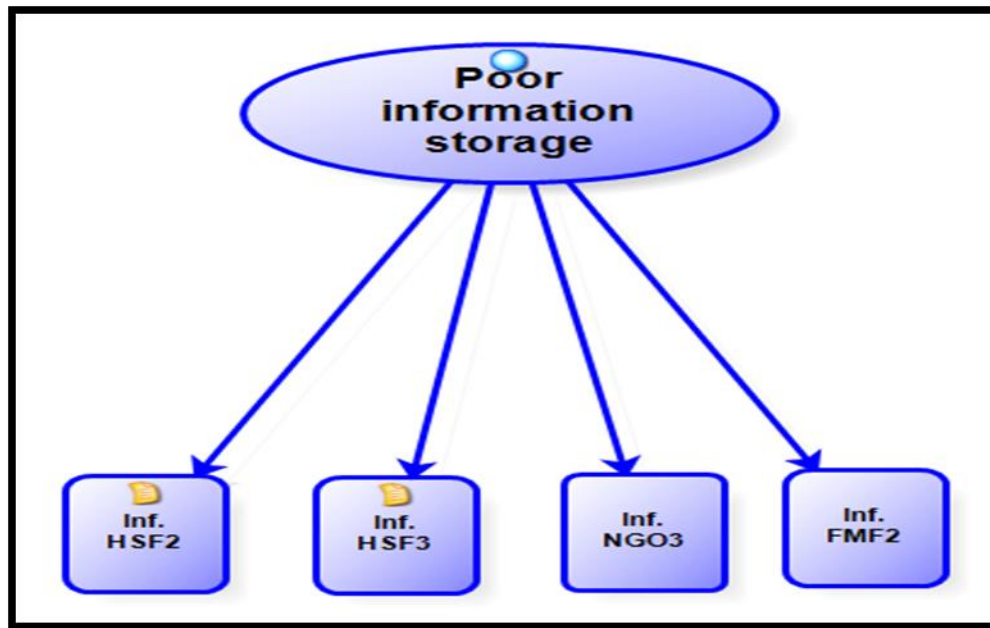 Poor
information
storage
Inf.
HSF2
Inf.
HSF3
Inf.
NGO3
Inf.
FMF2